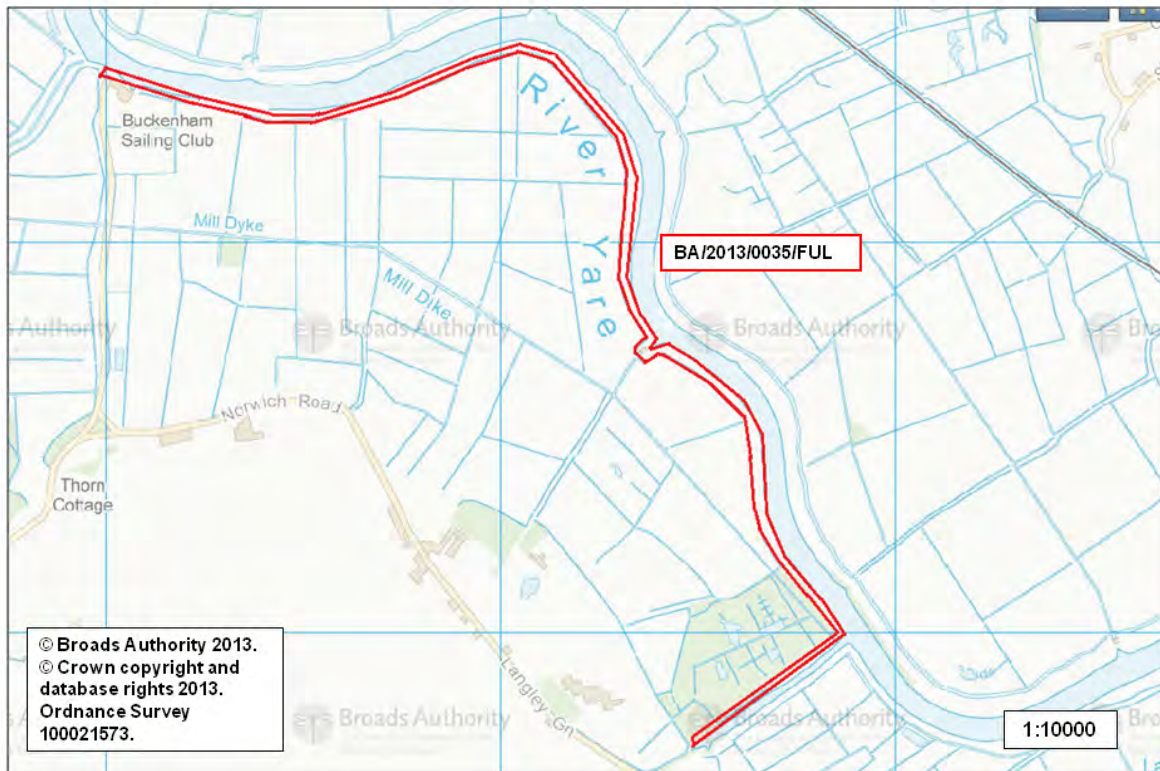 Buckenham
Sailing Club
River Yare
Mill Dyke
BA/2013/0035/FUL
Mill Dike
Authority
Broads Authority
Broads Authority
Norwich Road
Thorn
Cottage
© Broads Authority 2013.
© Crown copyright and
database rights 2013.
Ordnance Survey
100021573.
Langley Gn
Broads Authority
Broads Authority
1:10000